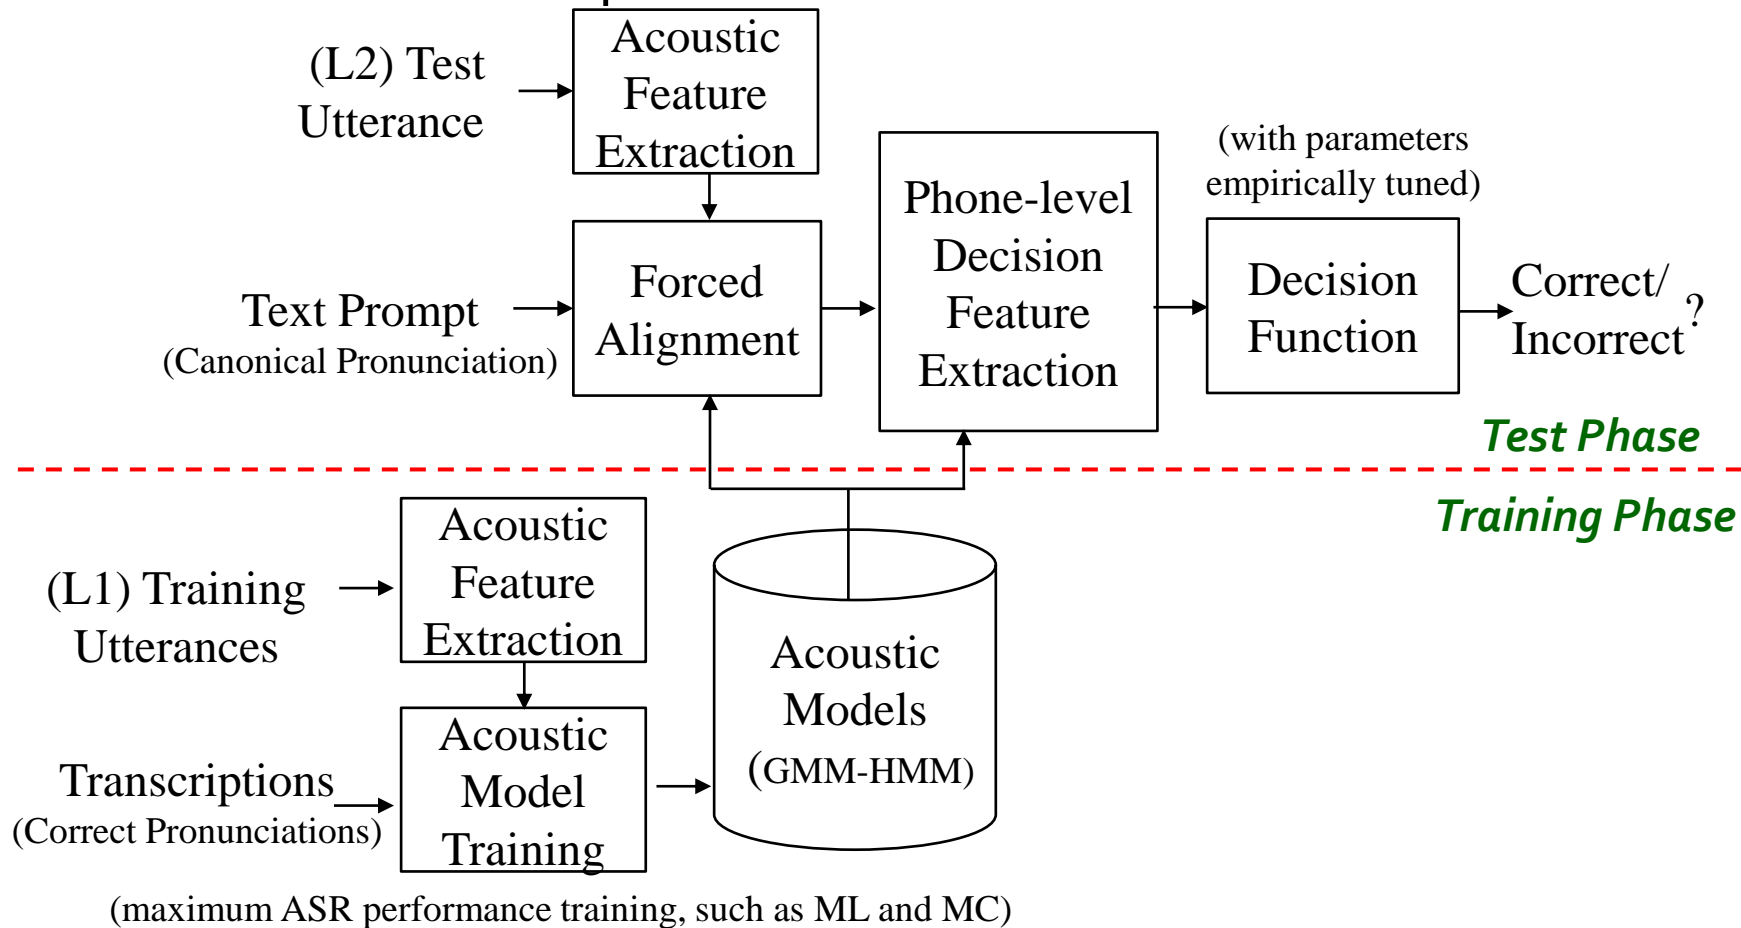 (L2) Test
Utterance
Acoustic
Feature
Extraction
Text Prompt
(Canonical Pronunciation)
Forced
Alignment
Phone-level
Decision
Feature
Extraction
(with parameters
empirically tuned)
Decision
Function
Correct/
Incorrect ?
Test Phase
Training Phase
(L1) Training
Utterances
Acoustic
Feature
Extraction
Transcriptions
(Correct Pronunciations)
Acoustic
Model
Training
Acoustic
Models
(GMM-HMM)
(maximum ASR performance training, such as ML and MC)